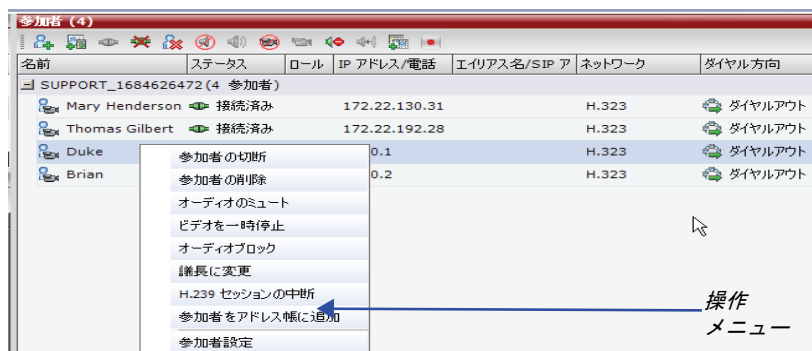 参加者 (4)
名前 ステータス ロール IP アドレス/電話 エイリアス名/SIP ア ネットワーク ダイヤル方向
SUPPORT_1684626472(4 参加者)
Mary Henderson 接続済み 172.22.130.31 H.323 ダイヤルアウト
Thomas Gilbert 接続済み 172.22.192.28 H.323 ダイヤルアウト
Duke 0.1 H.323 ダイヤルアウト
Brian 0.2 H.323 ダイヤルアウト
参加者の切断
参加者の削除
オーディオのミュート
ビデオを一時停止
オーディオブロック
議長に変更
H.239 セッションの中断
参加者をアドレス帳に追加
参加者設定
操作
メニュー